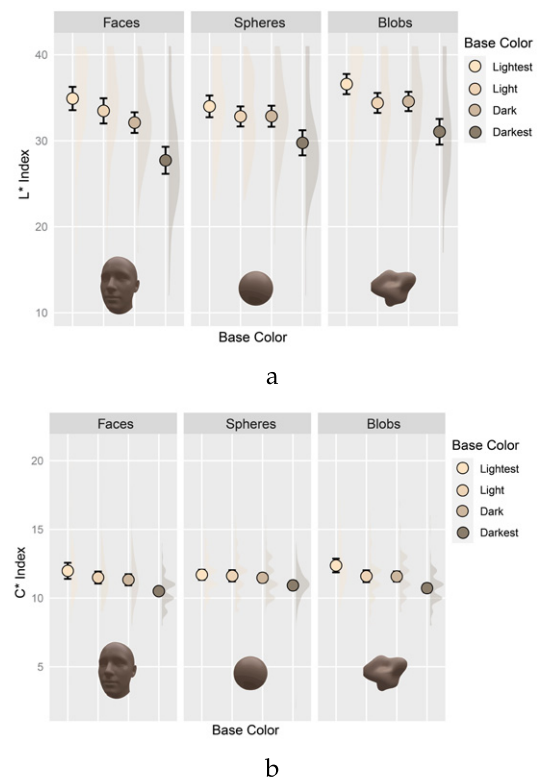 Faces Spheres Blobs
Base Color
Lightest
Light
Dark
Darkest
40
30
20
10
L* Index
Base Color
a
Faces Spheres Blobs
Base Color
Lightest
Light
Dark
Darkest
20
15
10
5
C* Index
Base Color
b